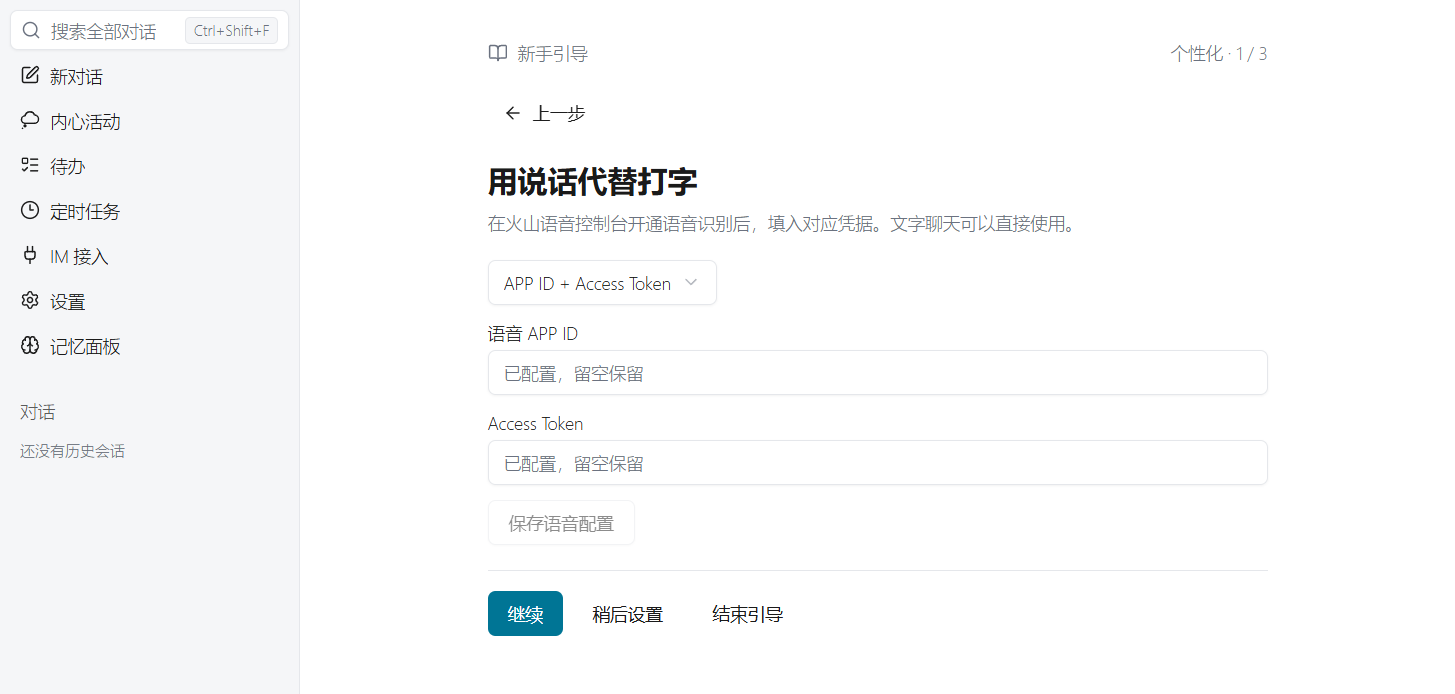 搜索全部对话 Ctrl+Shift+F
新对话
内心活动
待办
定时任务
IM 接入
设置
记忆面板
对话
还没有历史会话
新手引导
个性化 · 1 / 3
上一步
用说话代替打字
在火山语音控制台开通语音识别后，填入对应凭据。文字聊天可以直接使用。
APP ID + Access Token
语音 APP ID
已配置，留空保留
Access Token
已配置，留空保留
保存语音配置
继续 稍后设置 结束引导